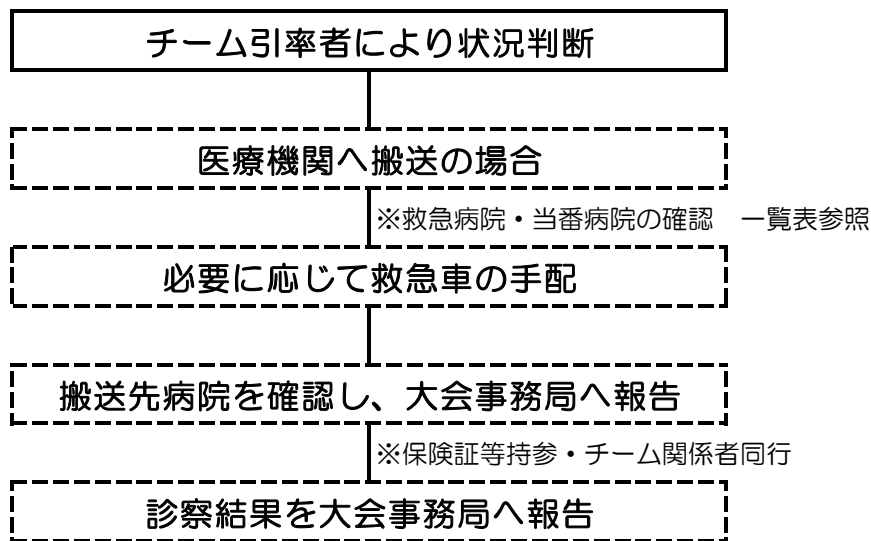 チーム引率者により状況判断
医療機関へ搬送の場合
※救急病院・当番病院の確認　一覧表参照
必要に応じて救急車の手配
搬送先病院を確認し、大会事務局へ報告
※保険証等持参・チーム関係者同行
診察結果を大会事務局へ報告